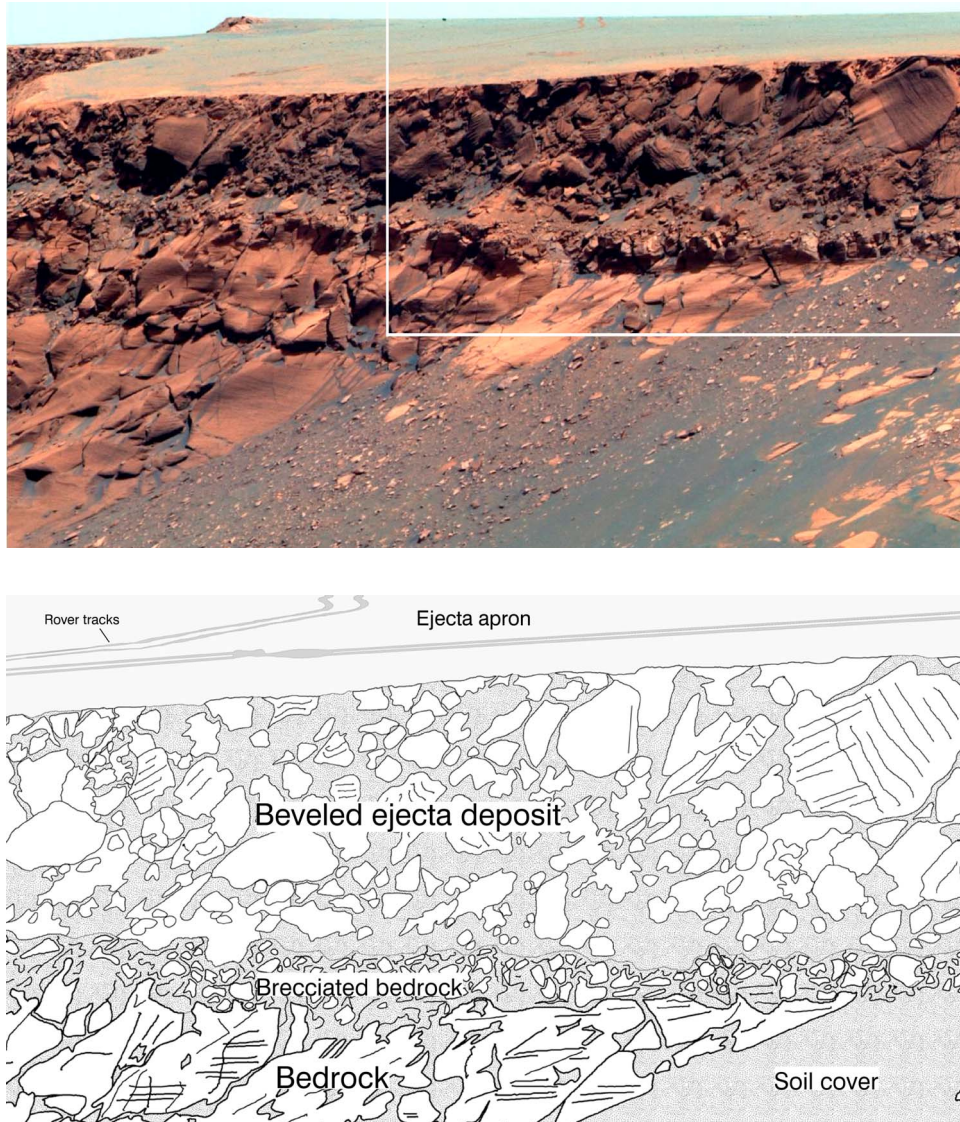 Rover tracks
Ejecta apron
Beveled ejecta deposit
Brecciated bedrock
Bedrock
Soil cover